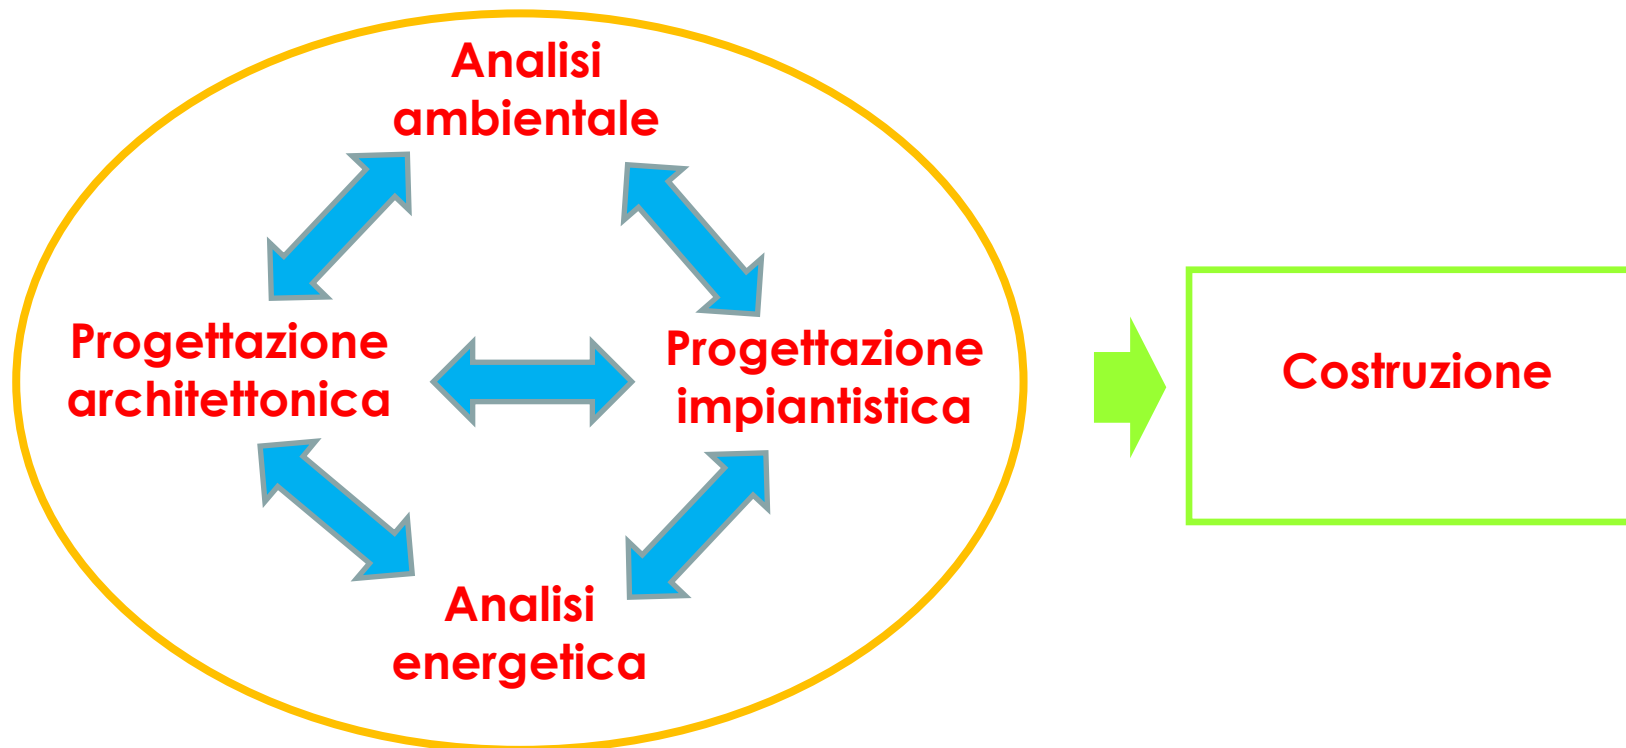 Analisi
ambientale
Progettazione
architettonica
Progettazione
impiantistica
Analisi
energetica
Costruzione